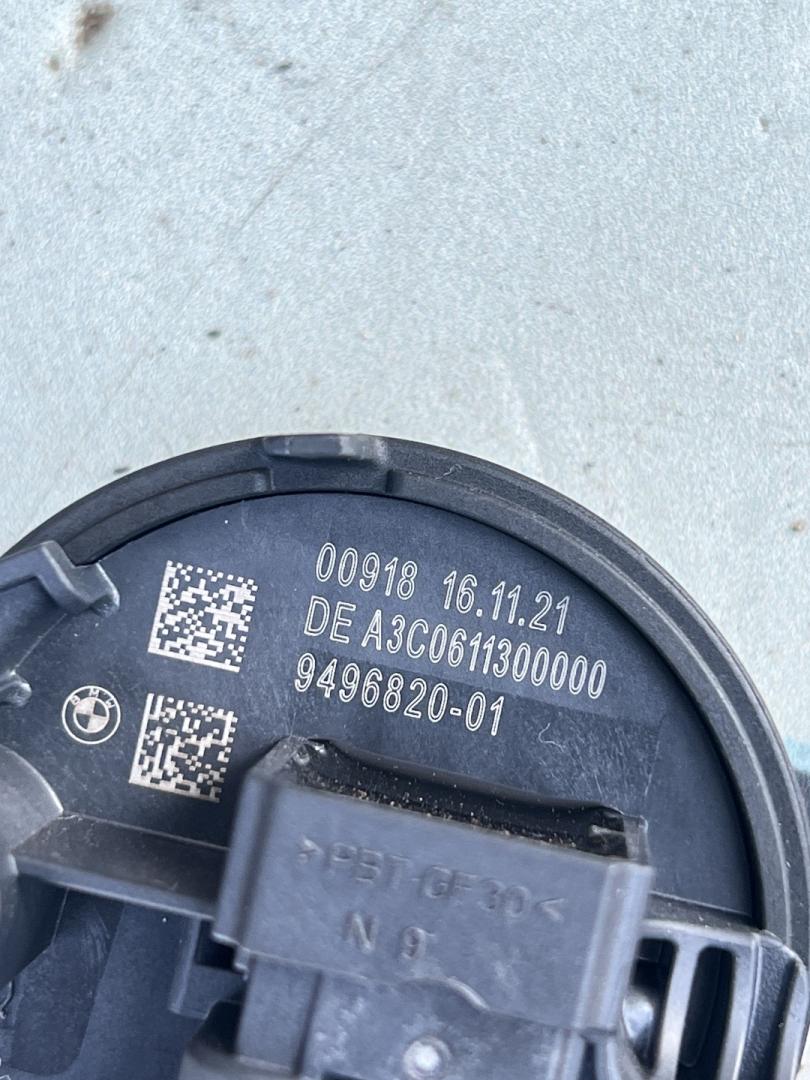 00918 16.11.21
DE A3C0611300000
9496820-01
BMW
>PBT-GF30<
N 9